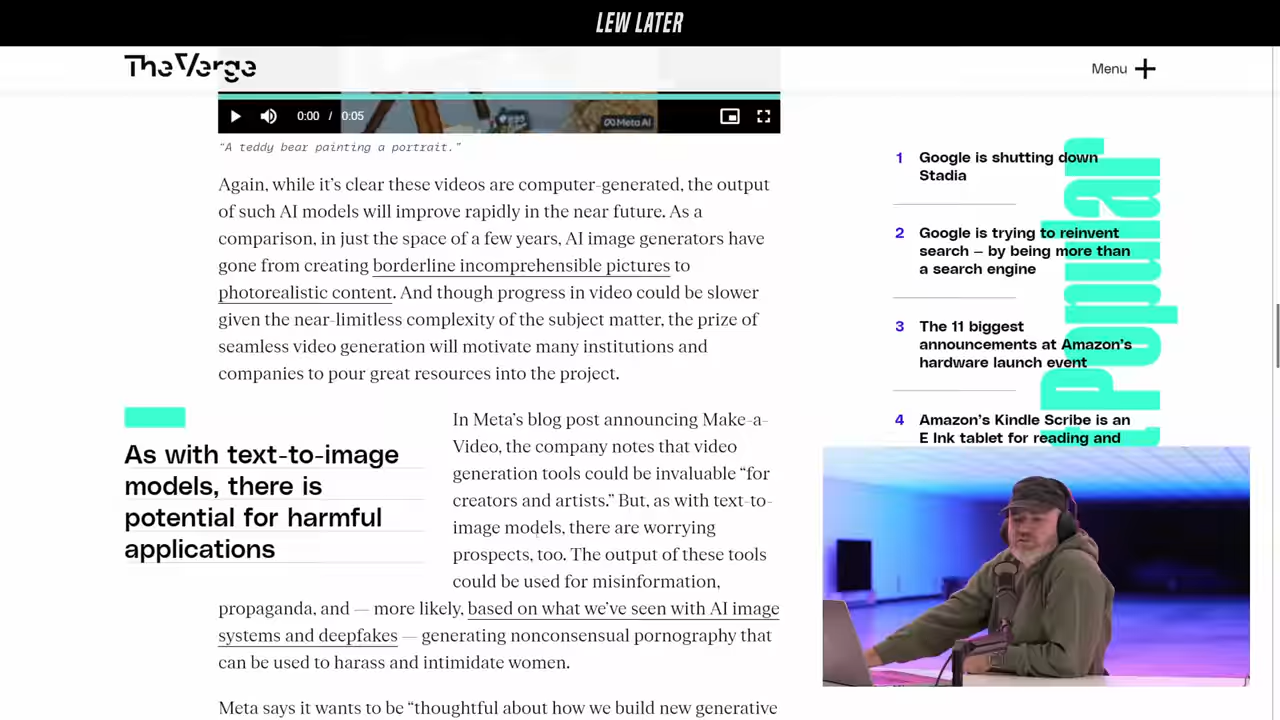 LEW LATER
TheVerge
Menu
0:00 / 0:05
Meta AI
"A teddy bear painting a portrait."
Again, while it's clear these videos are computer-generated, the output
of such AI models will improve rapidly in the near future. As a
comparison, in just the space of a few years, AI image generators have
gone from creating borderline incomprehensible pictures to
photorealistic content. And though progress in video could be slower
given the near-limitless complexity of the subject matter, the prize of
seamless video generation will motivate many institutions and
companies to pour great resources into the project.
As with text-to-image
models, there is
potential for harmful
applications
In Meta's blog post announcing Make-a-
Video, the company notes that video
generation tools could be invaluable "for
creators and artists." But, as with text-to-
image models, there are worrying
prospects, too. The output of these tools
could be used for misinformation,
propaganda, and — more likely, based on what we've seen with AI image
systems and deepfakes — generating nonconsensual pornography that
can be used to harass and intimidate women.
Meta says it wants to be "thoughtful about how we build new generative
Popular
1 Google is shutting down
Stadia
2 Google is trying to reinvent
search — by being more than
a search engine
3 The 11 biggest
announcements at Amazon's
hardware launch event
4 Amazon's Kindle Scribe is an
E Ink tablet for reading and